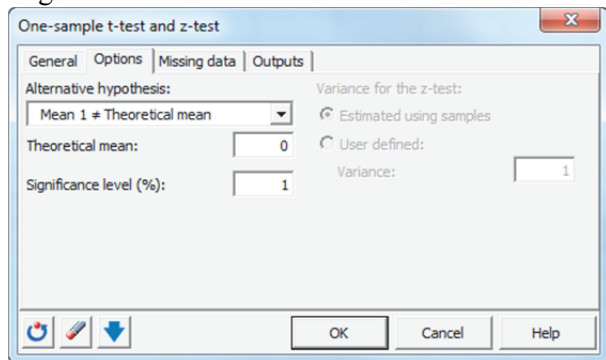 One-sample t-test and z-test
General Options Missing data Outputs
Alternative hypothesis:
Mean 1 ≠ Theoretical mean
Theoretical mean: 0
Significance level (%): 1
Variance for the z-test:
Estimated using samples
User defined:
Variance: 1
OK Cancel Help